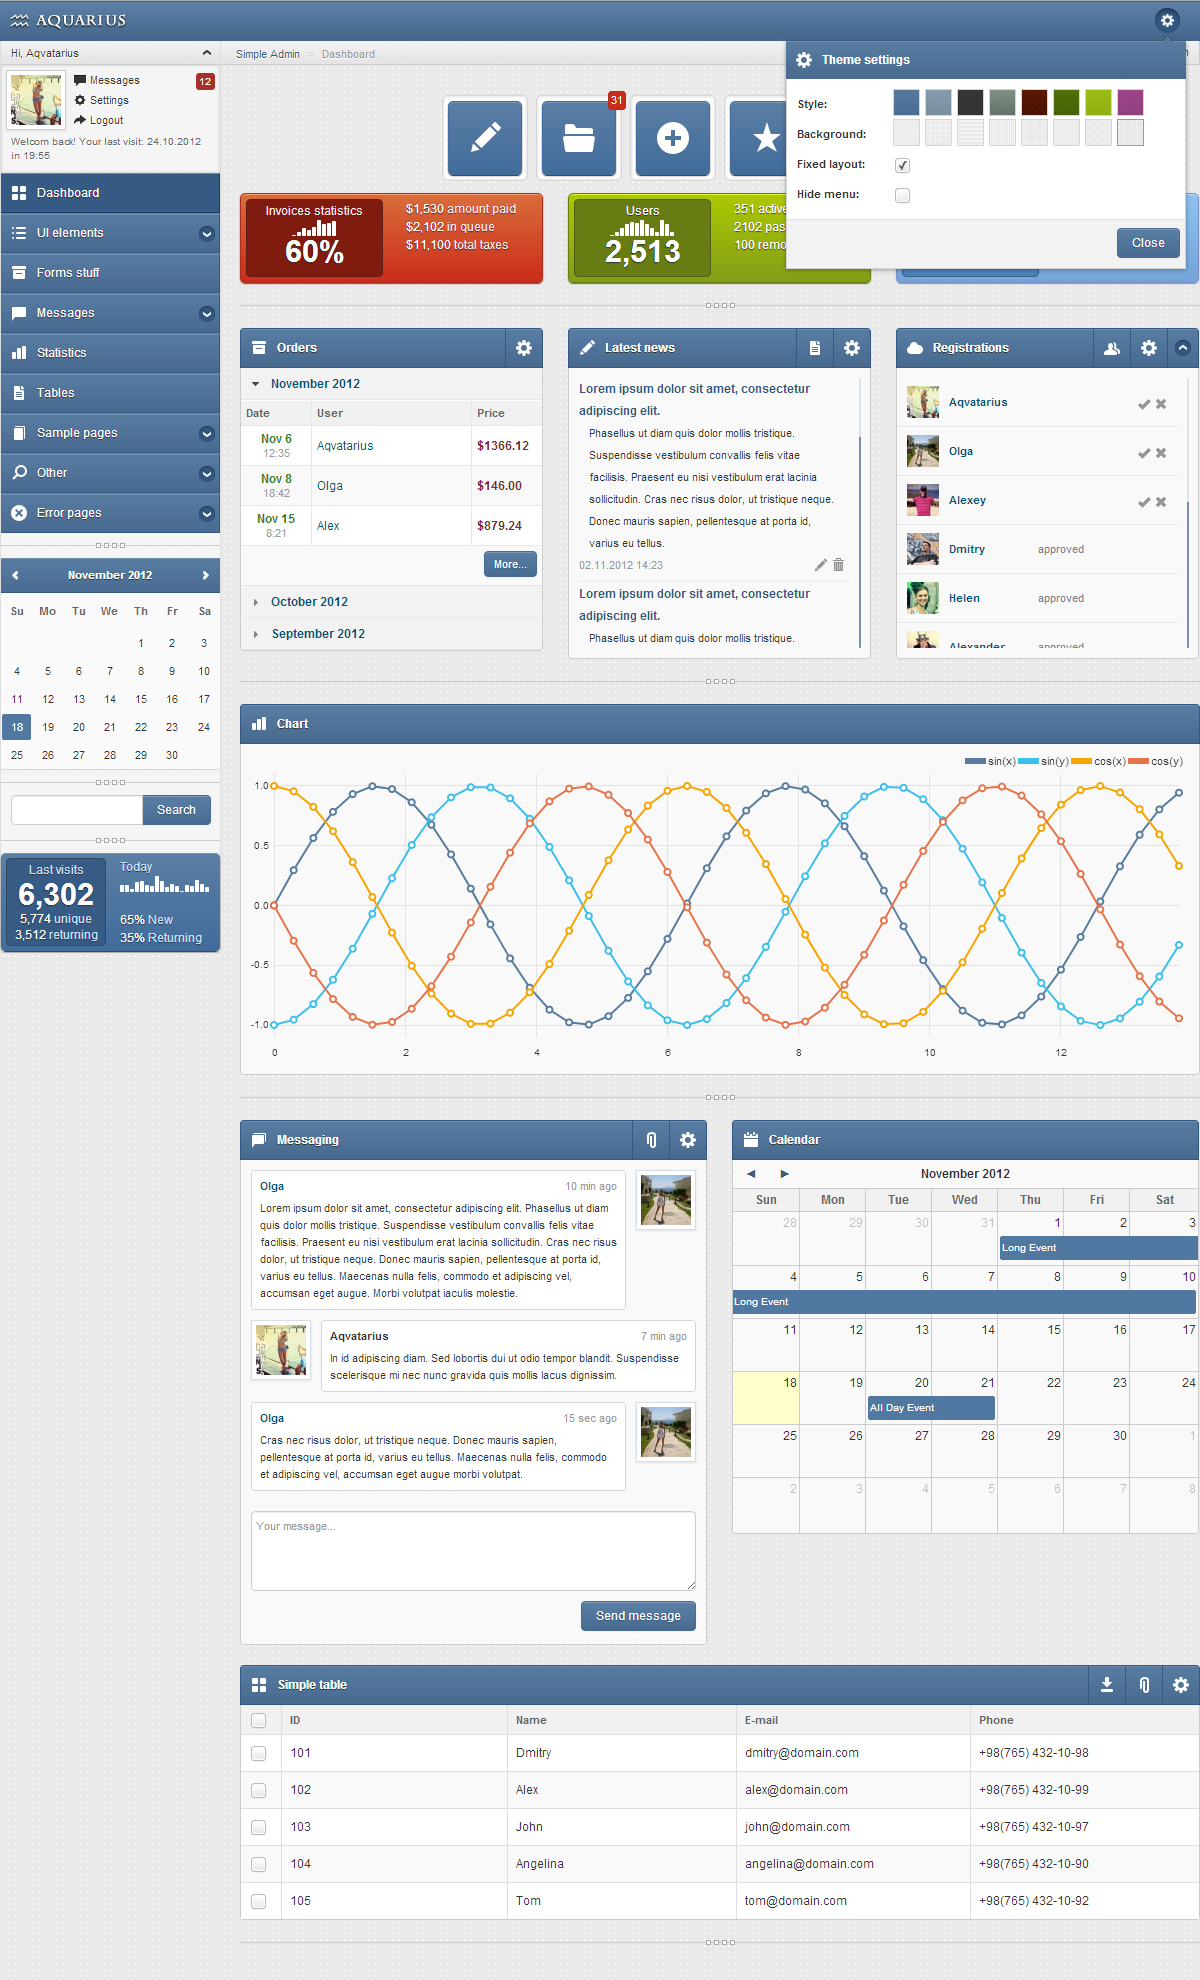 AQUARIUS
Hi, Aqvatarius
Messages
12
Settings
Logout
Welcom back! Your last visit: 24.10.2012
in 19:55
Dashboard
UI elements
Forms stuff
Messages
Statistics
Tables
Sample pages
Other
Error pages
November 2012
Su Mo Tu We Th Fr Sa
1 2 3
4 5 6 7 8 9 10
11 12 13 14 15 16 17
18 19 20 21 22 23 24
25 26 27 28 29 30
Search
Last visits
6,302
5,774 unique
3,512 returning
Today
65% New
35% Returning
Simple Admin > Dashboard
31
Theme settings
Style:
Background:
Fixed layout:
Hide menu:
Close
Invoices statistics
60%
$1,530 amount paid
$2,102 in queue
$11,100 total taxes
Users
2,513
351 active
2102 pas
100 remo
Orders
November 2012
Date User Price
Nov 6
12:35
Aqvatarius
$1366.12
Nov 8
18:42
Olga
$146.00
Nov 15
8:21
Alex
$879.24
More...
October 2012
September 2012
Latest news
Lorem ipsum dolor sit amet, consectetur
adipiscing elit.
Phasellus ut diam quis dolor mollis tristique.
Suspendisse vestibulum convallis felis vitae
facilisis. Praesent eu nisi vestibulum erat lacinia
sollicitudin. Cras nec risus dolor, ut tristique neque.
Donec mauris sapien, pellentesque at porta id,
varius eu tellus.
02.11.2012 14:23
Lorem ipsum dolor sit amet, consectetur
adipiscing elit.
Phasellus ut diam quis dolor mollis tristique.
Registrations
Aqvatarius
Olga
Alexey
Dmitry approved
Helen approved
Alexander approved
Chart
sin(x) sin(y) cos(x) cos(y)
1.0
0.5
0.0
-0.5
-1.0
0 2 4 6 8 10 12
Messaging
Olga 10 min ago
Lorem ipsum dolor sit amet, consectetur adipiscing elit. Phasellus ut diam
quis dolor mollis tristique. Suspendisse vestibulum convallis felis vitae
facilisis. Praesent eu nisi vestibulum erat lacinia sollicitudin. Cras nec risus
dolor, ut tristique neque. Donec mauris sapien, pellentesque at porta id,
varius eu tellus. Maecenas nulla felis, commodo et adipiscing vel,
accumsan eget augue. Morbi volutpat iaculis molestie.
Aqvatarius 7 min ago
In id adipiscing diam. Sed lobortis dui ut odio tempor blandit. Suspendisse
scelerisque mi nec nunc gravida quis mollis lacus dignissim.
Olga 15 sec ago
Cras nec risus dolor, ut tristique neque. Donec mauris sapien,
pellentesque at porta id, varius eu tellus. Maecenas nulla felis, commodo
et adipiscing vel, accumsan eget augue morbi volutpat.
Your message...
Send message
Calendar
November 2012
Sun Mon Tue Wed Thu Fri Sat
28 29 30 31 1 2 3
Long Event
4 5 6 7 8 9 10
Long Event
11 12 13 14 15 16 17
18 19 20 21 22 23 24
All Day Event
25 26 27 28 29 30 1
2 3 4 5 6 7 8
Simple table
ID Name E-mail Phone
101 Dmitry dmitry@domain.com +98(765) 432-10-98
102 Alex alex@domain.com +98(765) 432-10-99
103 John john@domain.com +98(765) 432-10-97
104 Angelina angelina@domain.com +98(765) 432-10-90
105 Tom tom@domain.com +98(765) 432-10-92